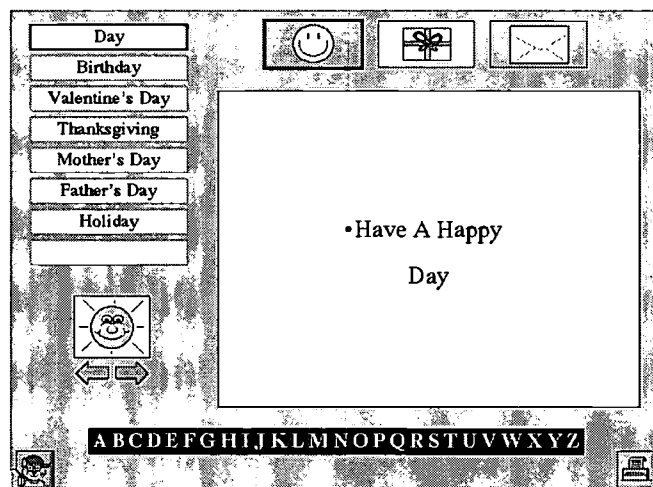 Day
Birthday
Valentine's Day
Thanksgiving
Mother's Day
Father's Day
Holiday
•Have A Happy
Day
A B C D E F G H I J K L M N O P Q R S T U V W X Y Z